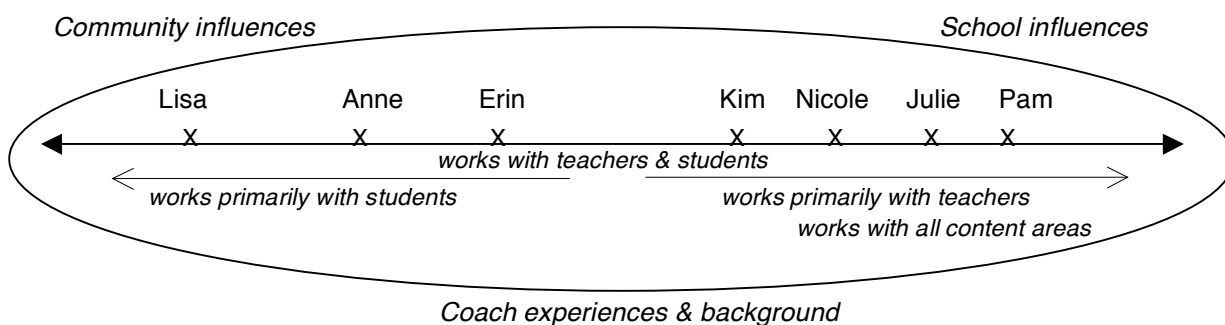 Community influences
School influences
Lisa Anne Erin Kim Nicole Julie Pam
X X X X X X X
works with teachers & students
works primarily with students
works primarily with teachers
works with all content areas
Coach experiences & background